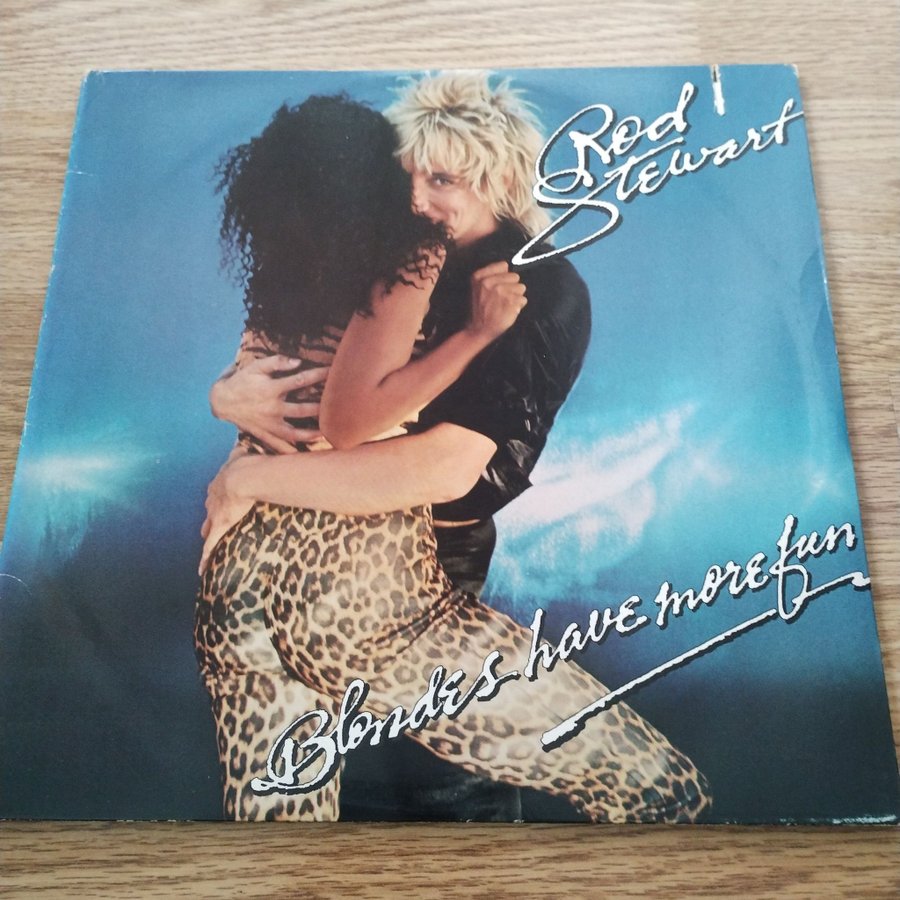 Rod
Stewart
Blondes have more fun